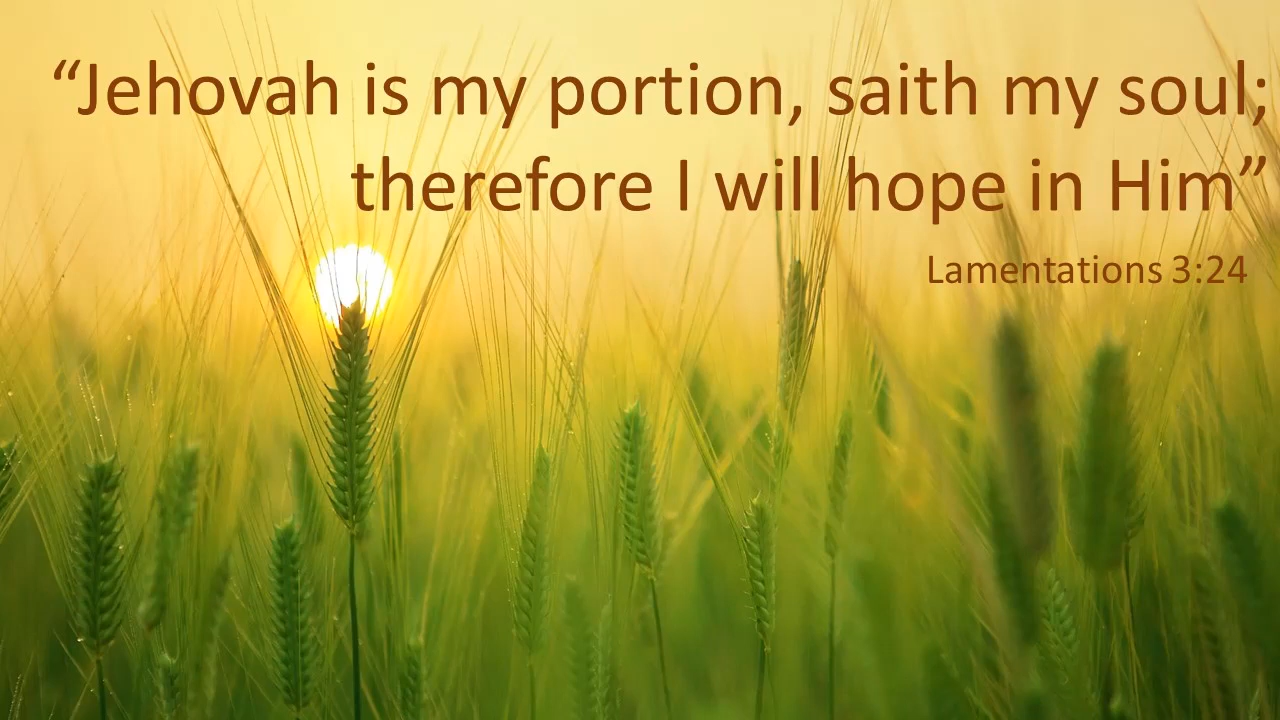 “Jehovah is my portion, saith my soul;
therefore I will hope in Him”
Lamentations 3:24